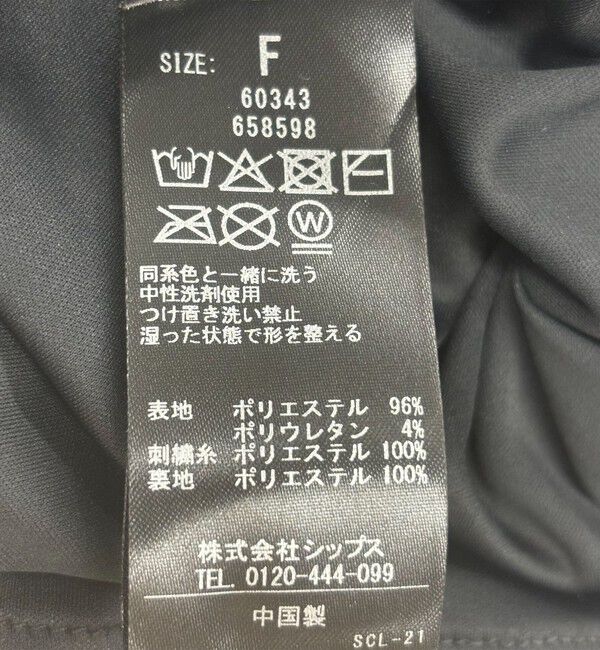 SIZE: F
60343
658598
W
同系色と一緒に洗う
中性洗剤使用
つけ置き洗い禁止
湿った状態で形を整える
表地 ポリエステル 96%
ポリウレタン 4%
刺繍糸 ポリエステル 100%
裏地 ポリエステル 100%
株式会社シップス
TEL. 0120-444-099
中国製
SCL-21